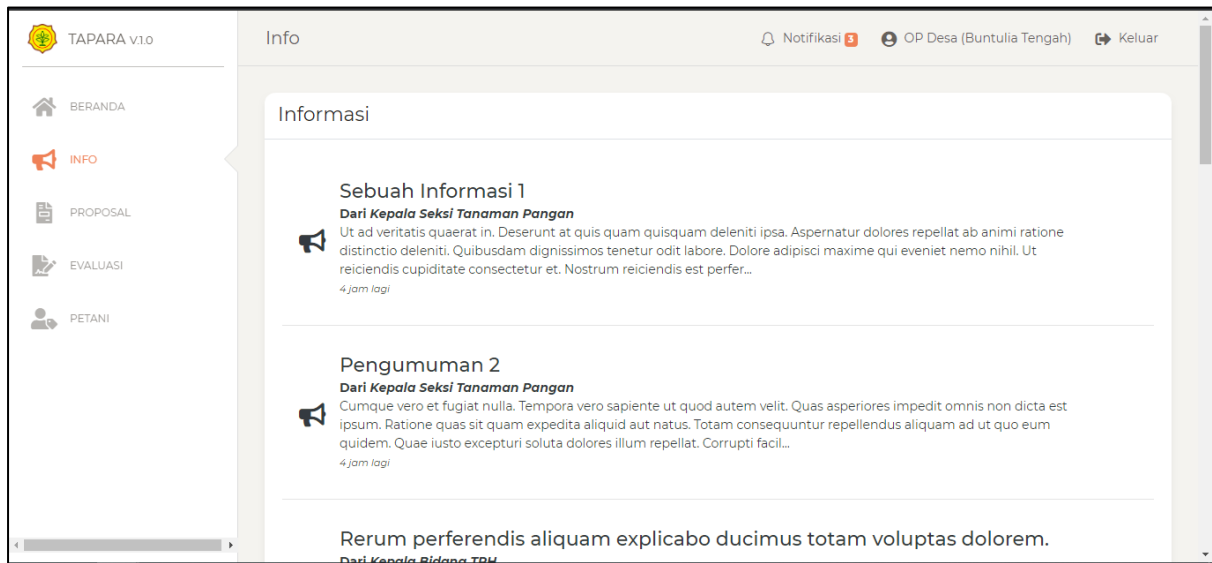 TAPARA V.1.0
Info
Notifikasi 3
OP Desa (Buntulia Tengah)
Keluar
BERANDA
INFO
PROPOSAL
EVALUASI
PETANI
Informasi
Sebuah Informasi 1
Dari Kepala Seksi Tanaman Pangan
Ut ad veritatis quaerat in. Deserunt at quis quam quisquam deleniti ipsa. Aspernatur dolores repellat ab animi ratione
distinctio deleniti. Quibusdam dignissimos tenetur odit labore. Dolore adipisci maxime qui eveniet nemo nihil. Ut
reiciendis cupiditate consectetur et. Nostrum reiciendis est perfer...
4 jam lagi
Pengumuman 2
Dari Kepala Seksi Tanaman Pangan
Cumque vero et fugiat nulla. Tempora vero sapiente ut quod autem velit. Quas asperiores impedit omnis non dicta est
ipsum. Ratione quas sit quam expedita aliquid aut natus. Totam consequuntur repellendus aliquam ad ut quo eum
quidem. Quae iusto excepturi soluta dolores illum repellat. Corrupti facil...
4 jam lagi
Rerum perferendis aliquam explicabo ducimus totam voluptas dolorem.
Dari Kepala Bidang TPH